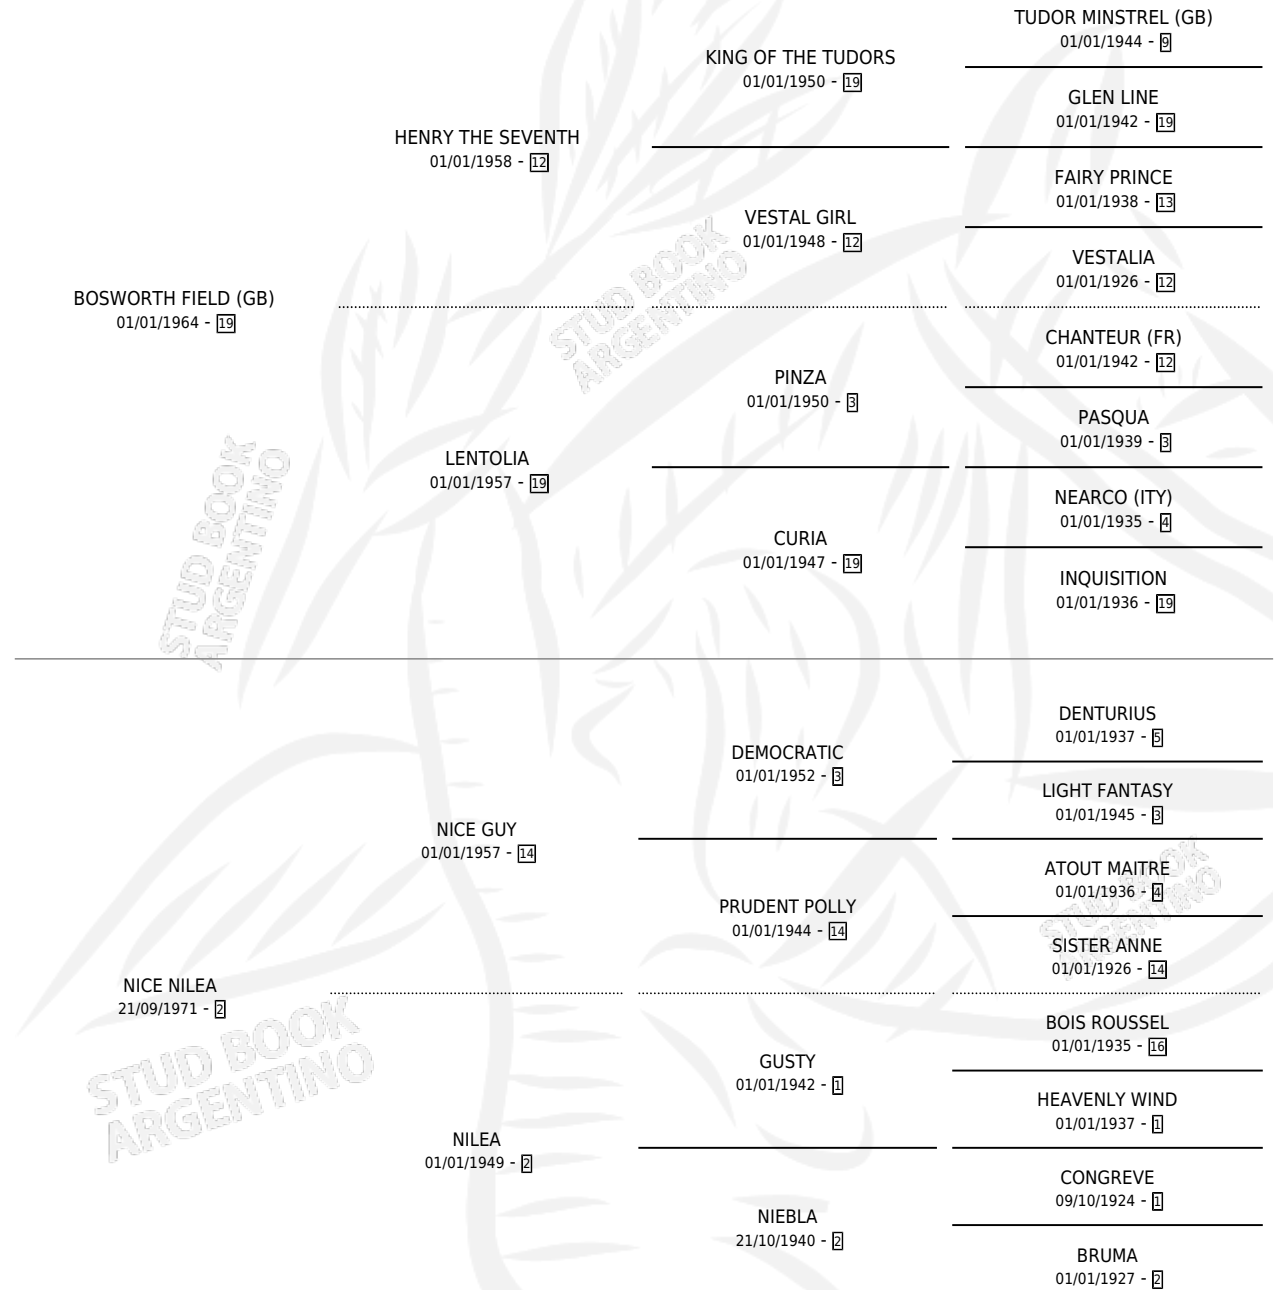 TUDOR MINSTREL (GB)
01/01/1944 - 9
KING OF THE TUDORS
01/01/1950 - 19
GLEN LINE
01/01/1942 - 19
HENRY THE SEVENTH
01/01/1958 - 12
FAIRY PRINCE
01/01/1938 - 13
VESTAL GIRL
01/01/1948 - 12
VESTALIA
01/01/1926 - 12
BOSWORTH FIELD (GB)
01/01/1964 - 19
STUD BOOK
ARGENTINO
CHANTEUR (FR)
01/01/1942 - 12
PINZA
01/01/1950 - 3
PASQUA
01/01/1939 - 3
LENTOLIA
01/01/1957 - 19
NEARCO (ITY)
01/01/1935 - 4
CURIA
01/01/1947 - 19
INQUISITION
01/01/1936 - 19
STUD BOOK
ARGENTINO
DENTURIUS
01/01/1937 - 5
DEMOCRATIC
01/01/1952 - 3
LIGHT FANTASY
01/01/1945 - 3
NICE GUY
01/01/1957 - 14
ATOUT MAITRE
01/01/1936 - 4
STUD BOOK
ARGENTINO
PRUDENT POLLY
01/01/1944 - 14
SISTER ANNE
01/01/1926 - 14
NICE NILEA
21/09/1971 - 2
STUD BOOK
ARGENTINO
BOIS ROUSSEL
01/01/1935 - 16
GUSTY
01/01/1942 - 1
HEAVENLY WIND
01/01/1937 - 1
NILEA
01/01/1949 - 2
CONGREVE
09/10/1924 - 1
NIEBLA
21/10/1940 - 2
BRUMA
01/01/1927 - 2